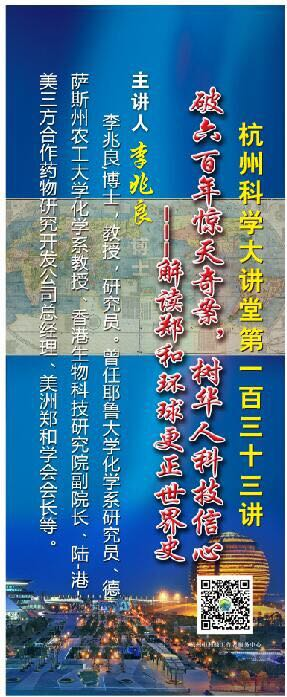 杭州科学大讲堂第一百三十三讲
破六百年惊天奇案，树华人科技信心
——解读郑和环球更正世界史
主讲人 李兆良
李兆良博士，教授，研究员。曾任耶鲁大学化学系研究员、德
萨斯州农工大学化学系教授、香港生物科技研究院副院长、陆-港-
美三方合作药物研究开发公司总经理、美洲郑和学会会长等。
博士